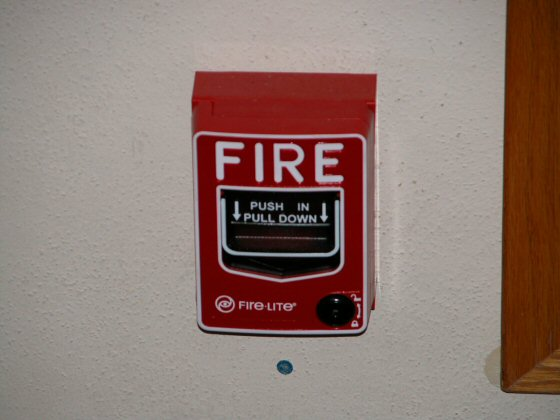 FIRE
PUSH IN
PULL DOWN
FIRE-LITE®